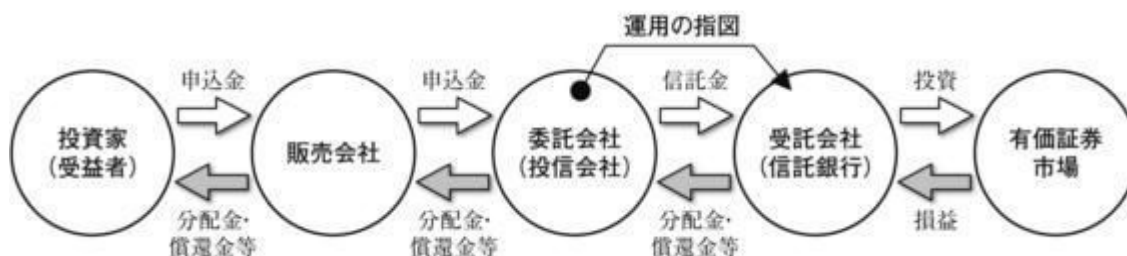 運用の指図
申込金
申込金
信託金
投資
投資家
(受益者)
販売会社
委託会社
(投信会社)
受託会社
(信託銀行)
有価証券
市場
分配金・
償還金等
分配金・
償還金等
分配金・
償還金等
損益